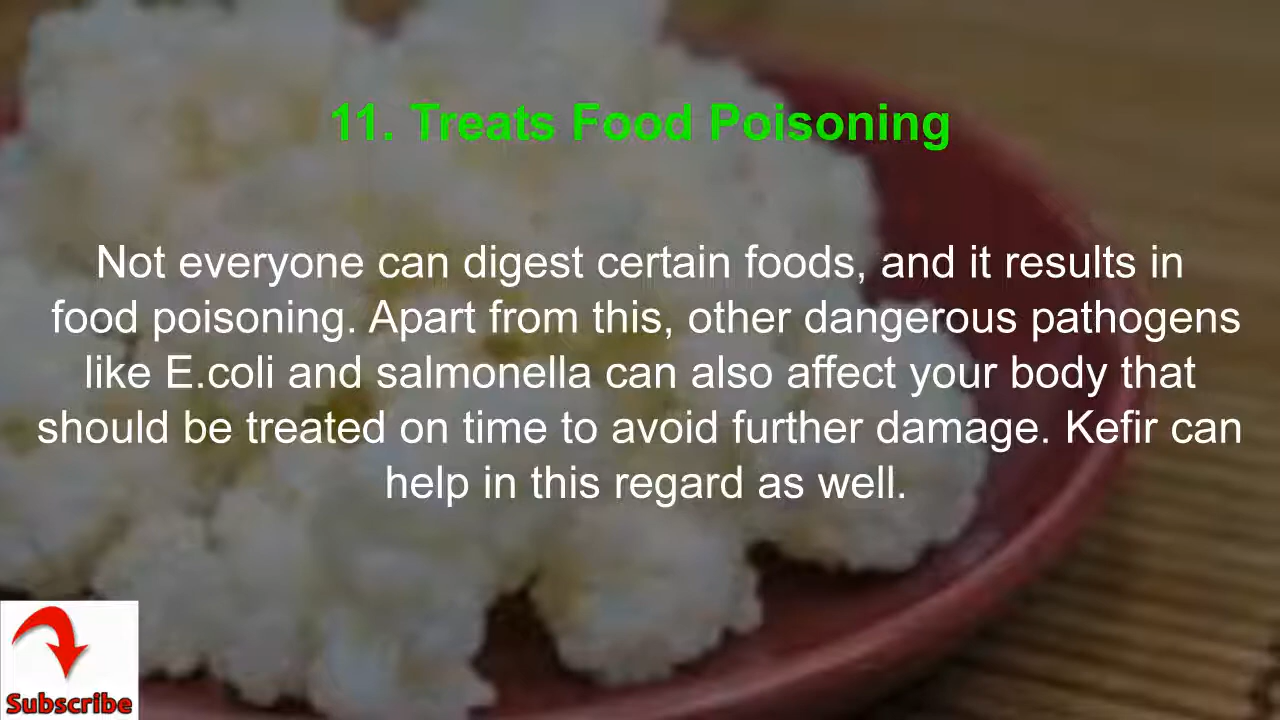 11. Treats Food Poisoning
Not everyone can digest certain foods, and it results in
food poisoning. Apart from this, other dangerous pathogens
like E.coli and salmonella can also affect your body that
should be treated on time to avoid further damage. Kefir can
help in this regard as well.
Subscribe